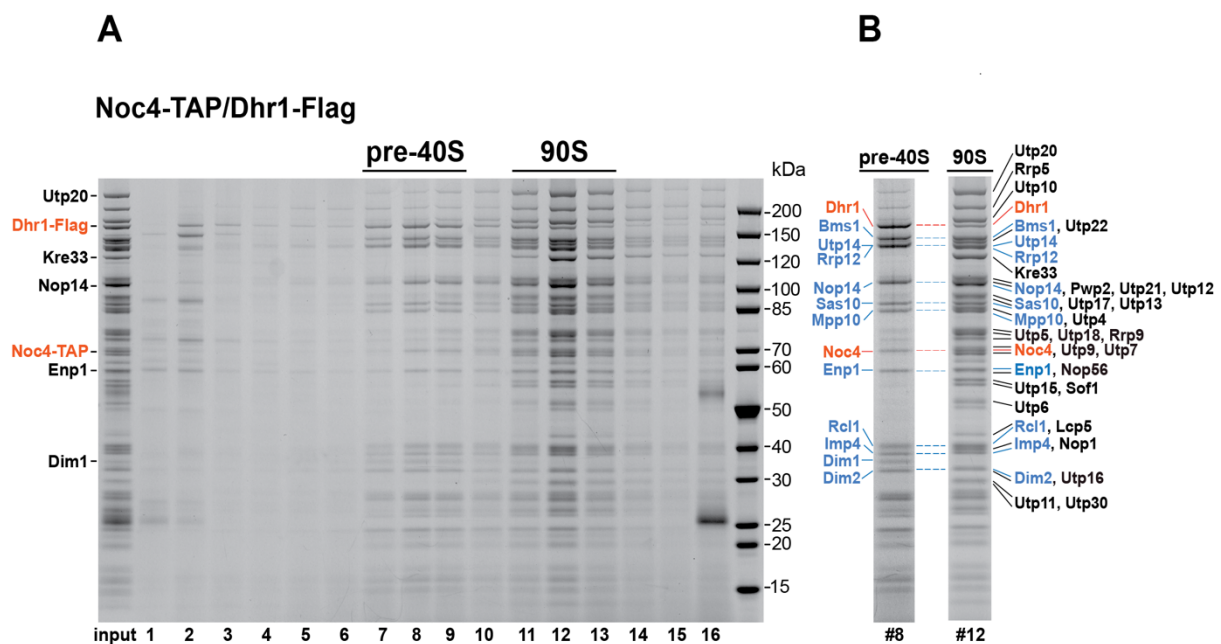 A
B
Noc4-TAP/Dhr1-Flag
pre-40S
90S
kDa
Utp20
Dhr1-Flag
Kre33
Nop14
Noc4-TAP
Enp1
Dim1
-200
-150
-120
-100
-85
-70
-60
-50
-40
-30
-25
-20
-15
input 1 2 3 4 5 6 7 8 9 10 11 12 13 14 15 16
pre-40S
90S
Dhr1
Bms1
Utp14
Rrp12
Nop14
Sas10
Mpp10
Noc4
Enp1
Rcl1
Imp4
Dim1
Dim2
Utp20
Rrp5
Utp10
Dhr1
Bms1, Utp22
Utp14
Rrp12
Kre33
Nop14, Pwp2, Utp21, Utp12
Sas10, Utp17, Utp13
Mpp10, Utp4
Utp5, Utp18, Rrp9
Noc4, Utp9, Utp7
Enp1, Nop56
Utp15, Sof1
Utp6
Rcl1, Lcp5
Imp4, Nop1
Dim2, Utp16
Utp11, Utp30
#8
#12